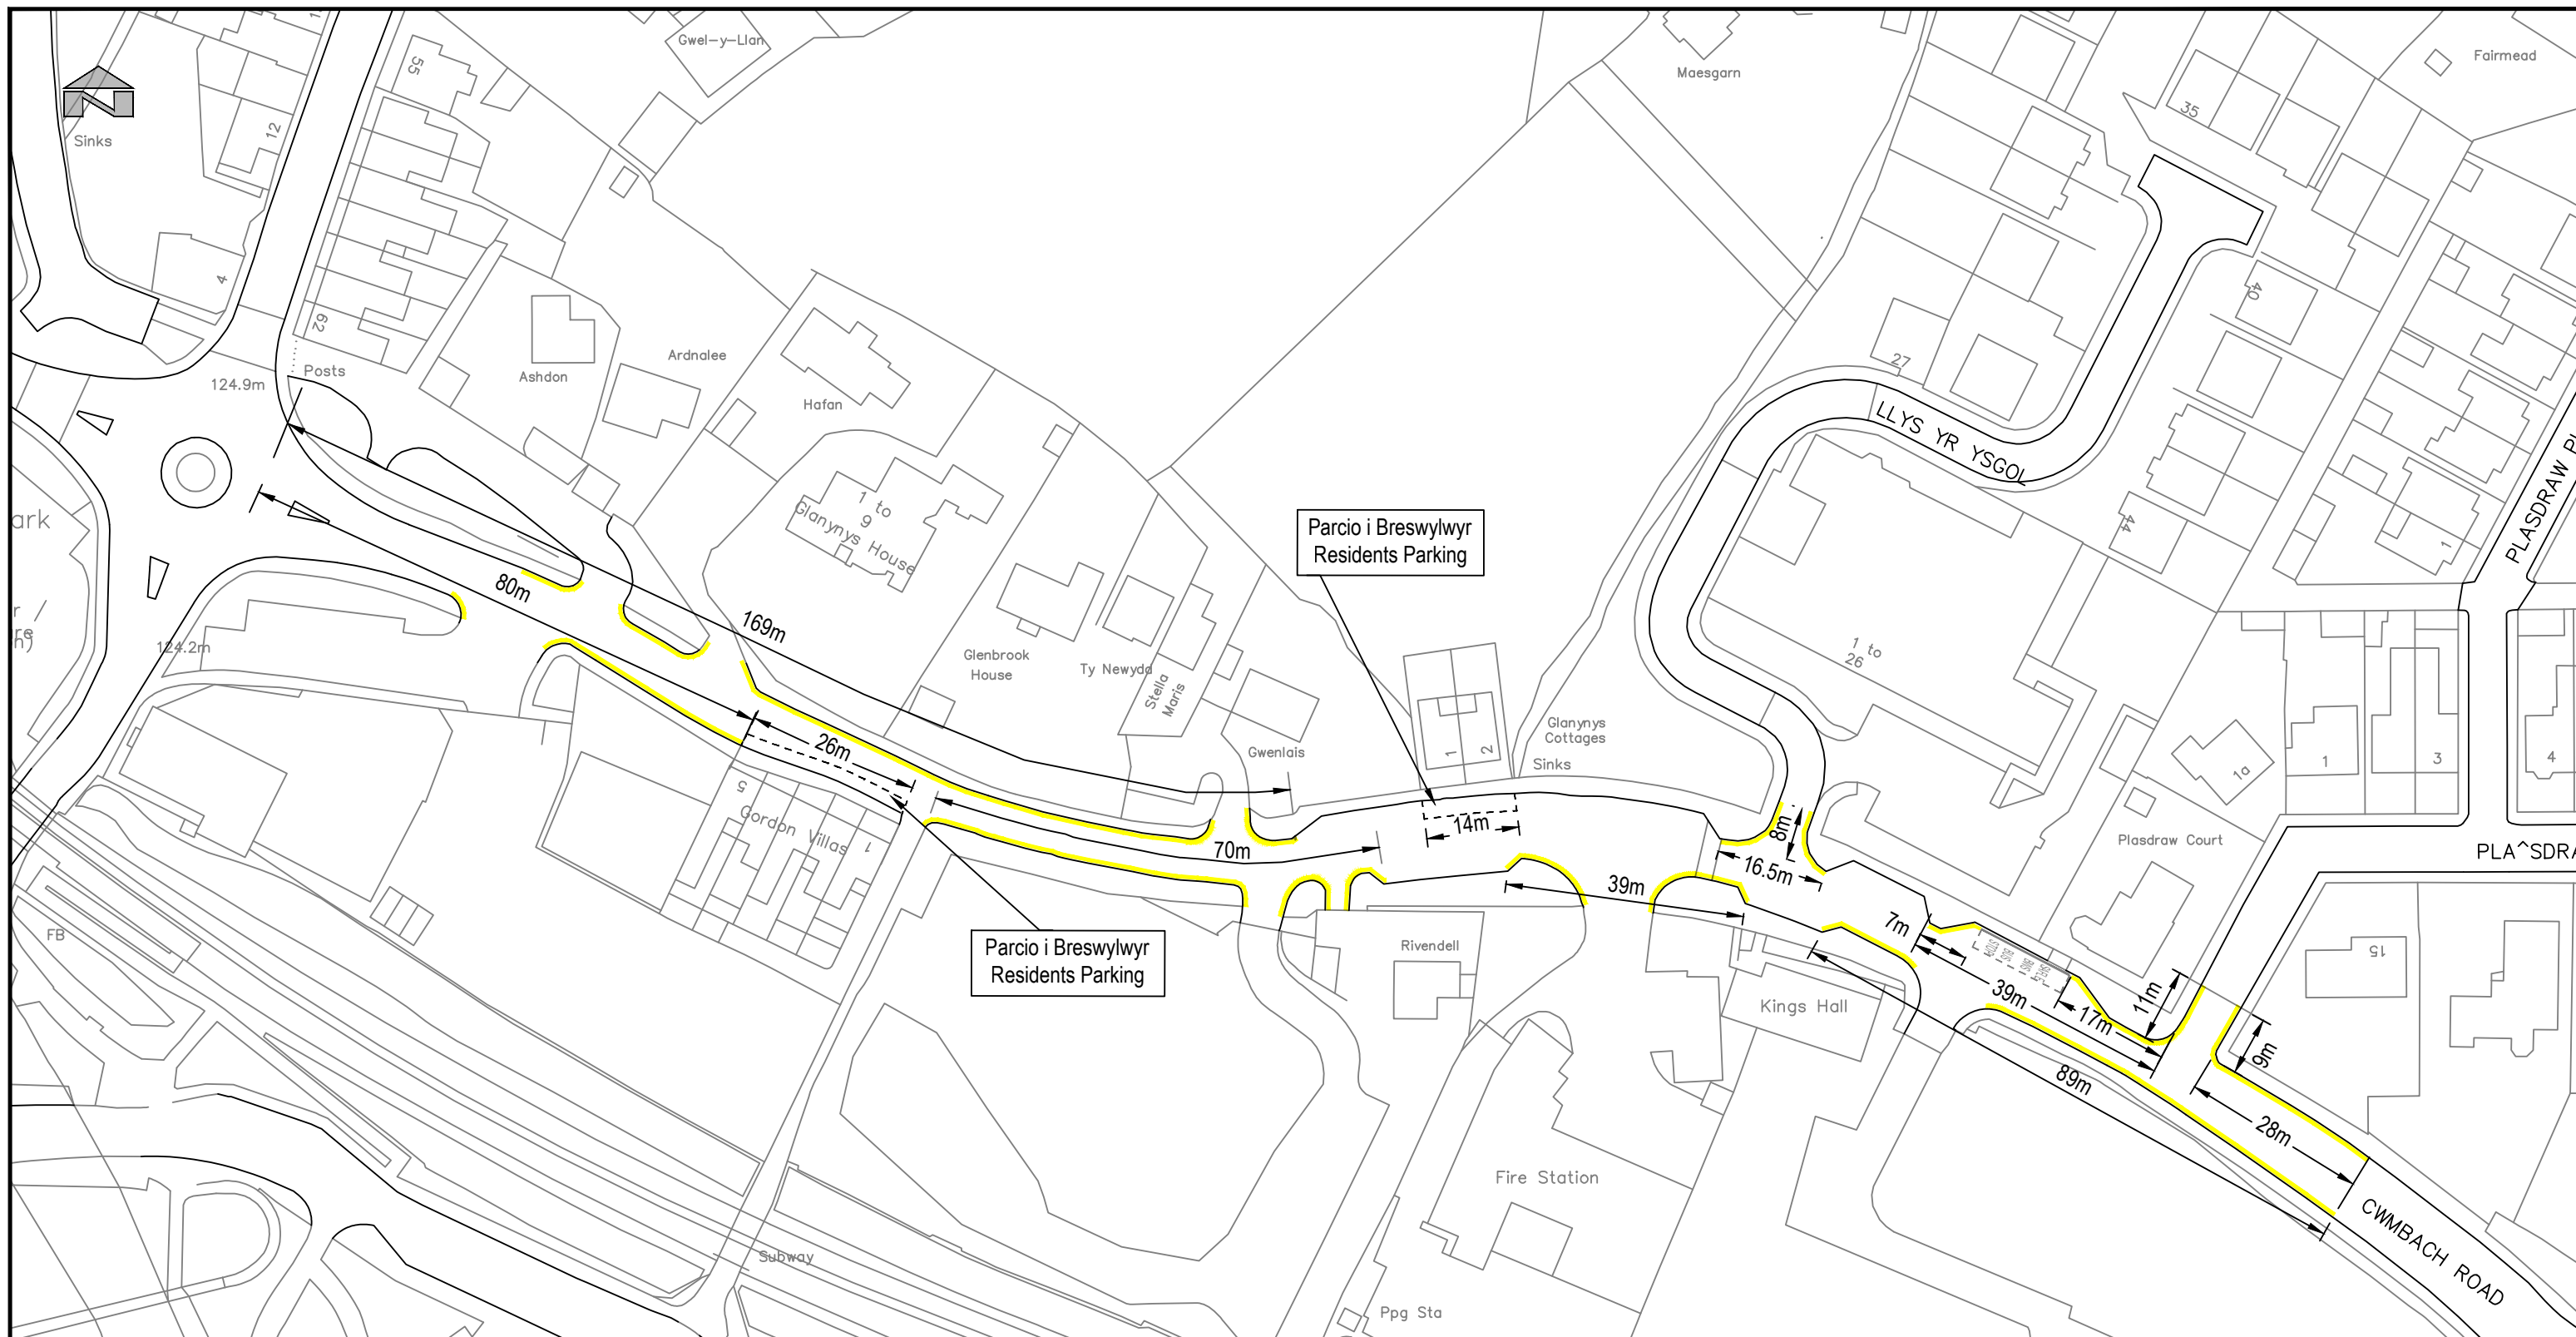 Gwel-y-Llan
Maesgarn
Fairmead
55
35
12
Sinks
4
62
Posts
124.9m
Ashdon
Ardnalee
Hafan
1 to
9
Glanynys House
27
40
44
1
LLYS YR YSGOL
PLASDRAW
Parcio i Breswylwyr
Residents Parking
80m
169m
124.2m
Glenbrook
House
Ty Newydd
Stella
Maris
Gwenlais
1
2
Glanynys
Cottages
Sinks
1 to
26
1a
1
3
4
26m
5
Gordon Villas
1
70m
14m
8m
16.5m
39m
Plasdraw Court
PLA^SDRA
FB
Parcio i Breswylwyr
Residents Parking
Rivendell
Kings Hall
7m
39m
17m
11m
9m
15
89m
28m
Fire Station
Subway
Ppg Sta
CWMBACH ROAD